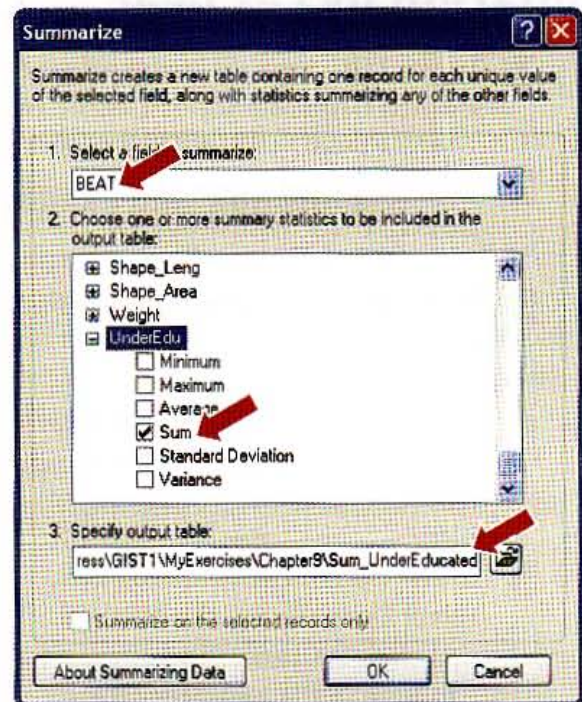 Summarize
Summarize creates a new table containing one record for each unique value
of the selected field, along with statistics summarizing any of the other fields.
1. Select a field summarize:
BEAT
2. Choose one or more summary statistics to be included in the
output table:
Shape_Leng
Shape_Area
Weight
UnderEdu
Minimum
Maximum
Average
Sum
Standard Deviation
Variance
3. Specify output table:
ress\GIST1\MyExercises\Chapter9\Sum_UnderEducated
Summarize on the selected records only
About Summarizing Data
OK
Cancel